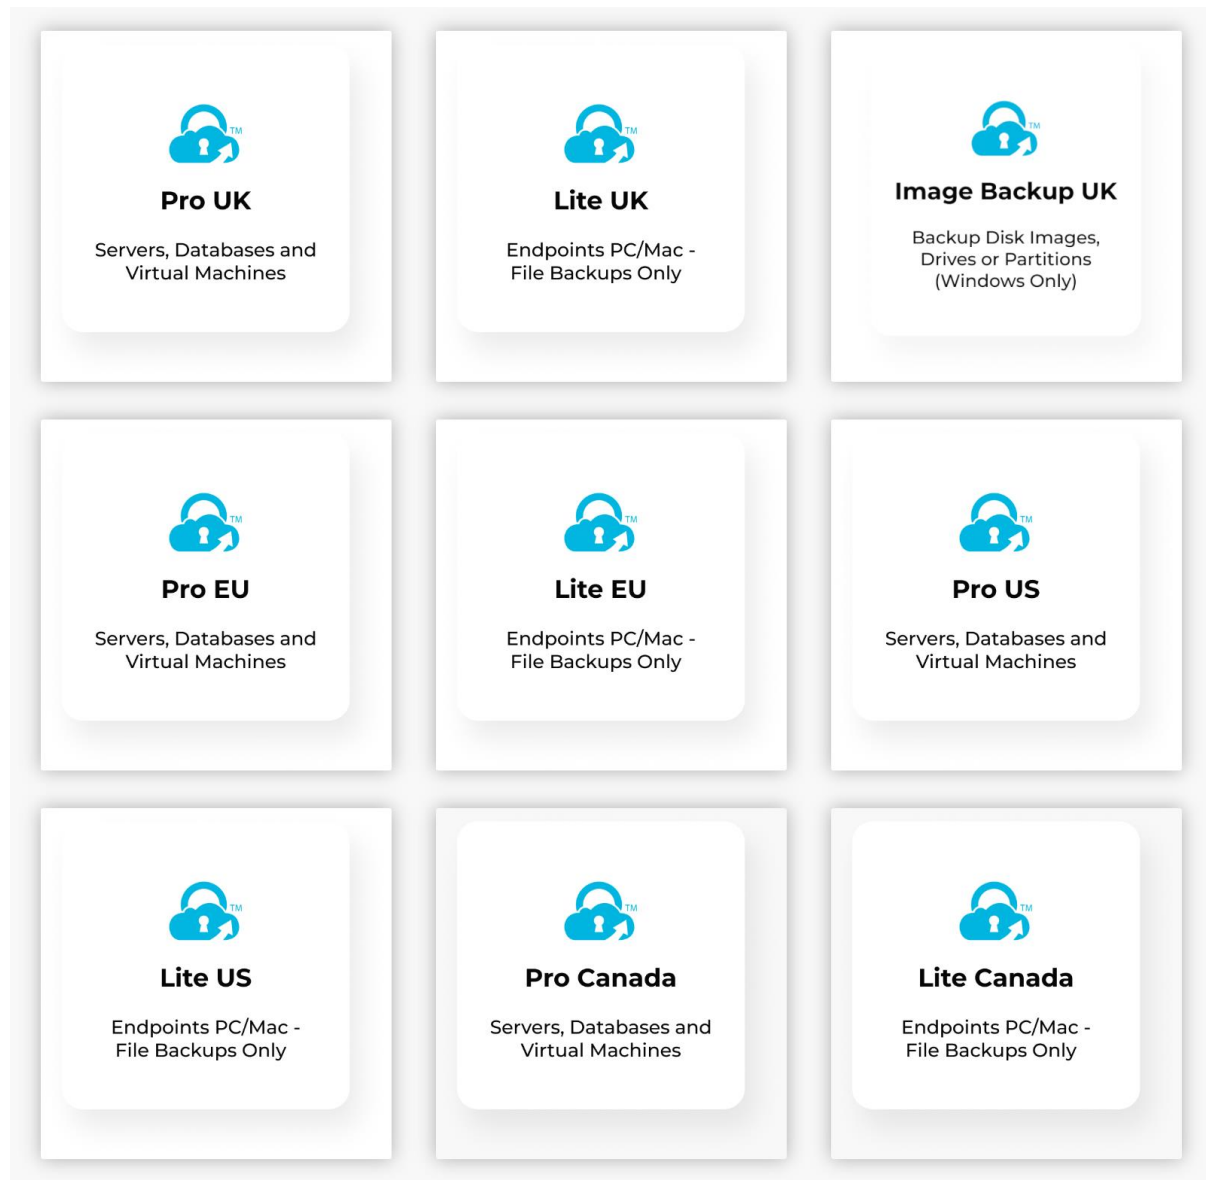 TM
Pro UK
Servers, Databases and
Virtual Machines
TM
Lite UK
Endpoints PC/Mac -
File Backups Only
TM
Image Backup UK
Backup Disk Images,
Drives or Partitions
(Windows Only)
TM
Pro EU
Servers, Databases and
Virtual Machines
TM
Lite EU
Endpoints PC/Mac -
File Backups Only
TM
Pro US
Servers, Databases and
Virtual Machines
TM
Lite US
Endpoints PC/Mac -
File Backups Only
TM
Pro Canada
Servers, Databases and
Virtual Machines
TM
Lite Canada
Endpoints PC/Mac -
File Backups Only